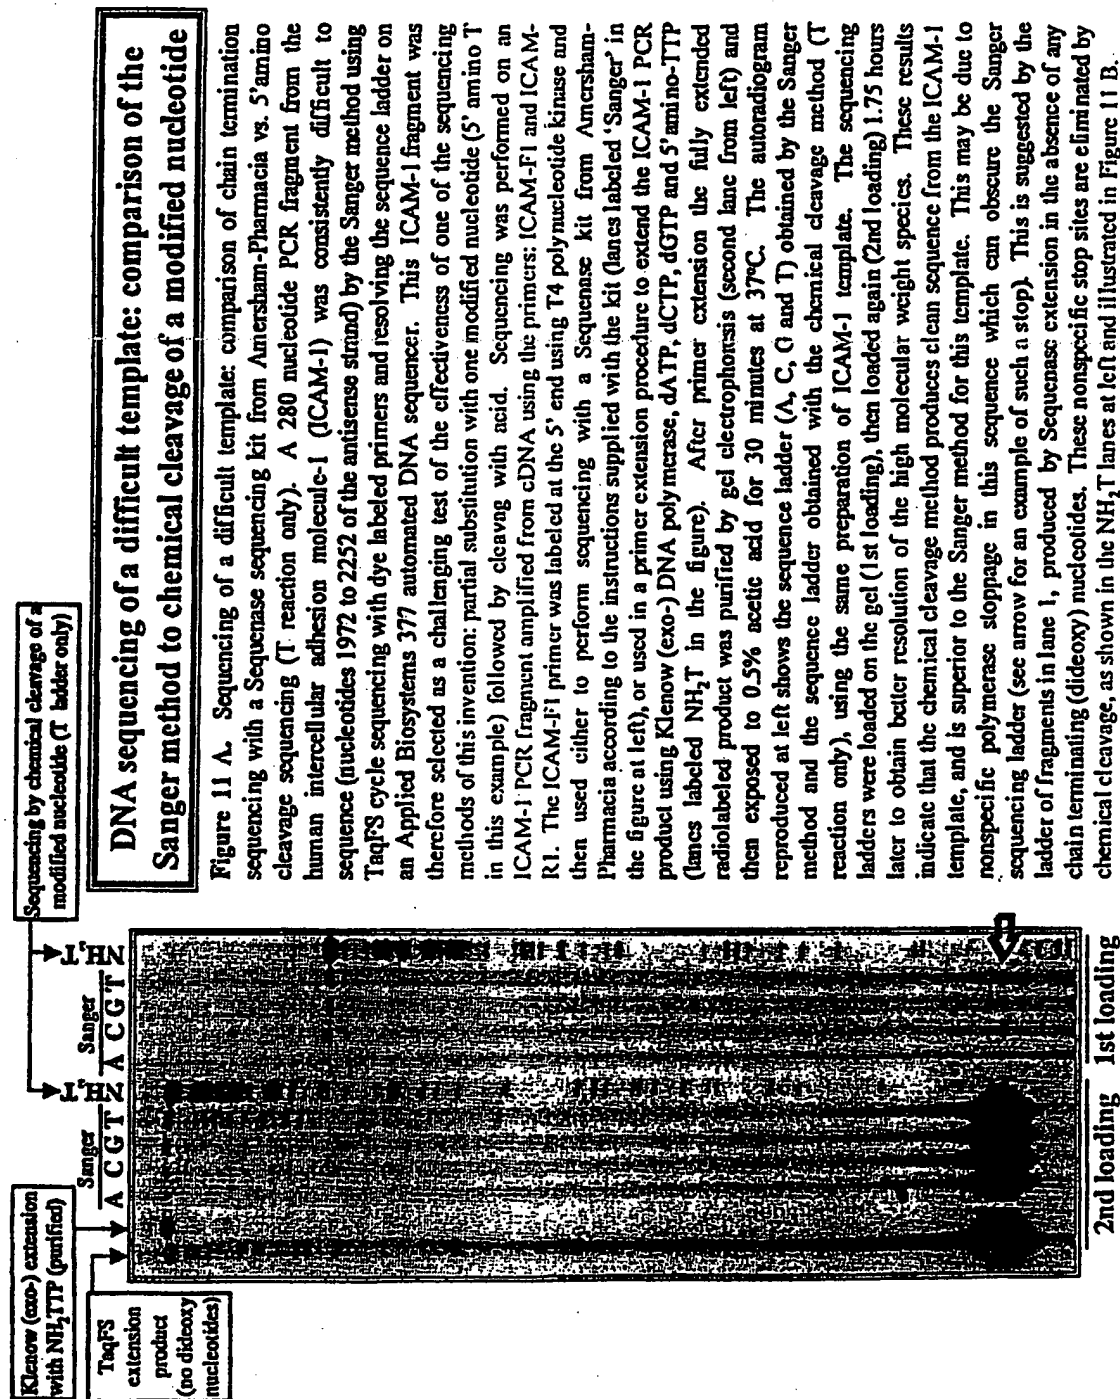 DNA sequencing of a difficult template: comparison of the
Sanger method to chemical cleavage of a modified nucleotide
Figure 11 A. Sequencing of a difficult template: comparison of chain termination
sequencing with a Sequenase sequencing kit from Amersham-Pharmacia vs. 5'amino
cleavage sequencing (T reaction only). A 280 nucleotide PCR fragment from the
human intercellular adhesion molecule-1 (ICAM-1) was consistently difficult to
sequence (nucleotides 1972 to 2252 of the antisense strand) by the Sanger method using
TaqFS cycle sequencing with dye labeled primers and resolving the sequence ladder on
an Applied Biosystems 377 automated DNA sequencer. This ICAM-1 fragment was
therefore selected as a challenging test of the effectiveness of one of the sequencing
methods of this invention: partial substitution with one modified nucleotide (5' amino T
in this example) followed by cleavag with acid. Sequencing was performed on an
ICAM-1 PCR fragment amplified from cDNA using the primers: ICAM-F1 and ICAM-
R1. The ICAM-F1 primer was labeled at the 5' end using T4 polynucleotide kinase and
then used either to perform sequencing with a Sequenase kit from Amersham-
Pharmacia according to the instructions supplied with the kit (lanes labeled 'Sanger' in
the figure at left), or used in a primer extension procedure to extend the ICAM-1 PCR
product using Klenow (exo-) DNA polymerase, dATP, dCTP, dGTP and 5' amino-TTP
(lanes labeled NH₂T in the figure). After primer extension the fully extended
radiolabeled product was purified by gel electrophoresis (second lane from left) and
then exposed to 0.5% acetic acid for 30 minutes at 37°C. The autoradiogram
reproduced at left shows the sequence ladder (A, C, G and T) obtained by the Sanger
method and the sequence ladder obtained with the chemical cleavage method (T
reaction only), using the same preparation of ICAM-1 template. The sequencing
ladders were loaded on the gel (1st loading), then loaded again (2nd loading) 1.75 hours
later to obtain better resolution of the high molecular weight species. These results
indicate that the chemical cleavage method produces clean sequence from the ICAM-1
template, and is superior to the Sanger method for this template. This may be due to
nonspecific polymerase stoppage in this sequence which can obscure the Sanger
sequencing ladder (see arrow for an example of such a stop). This is suggested by the
ladder of fragments in lane 1, produced by Sequenase extension in the absence of any
chain terminating (dideoxy) nucleotides. These nonspecific stop sites are eliminated by
chemical cleavage, as shown in the NH₂T lanes at left and illustrated in Figure 11 B.
Klenow (exo-) extension
with NH₂TTP (purified)
TaqFS
extension
product
(no dideoxy
nucleotides)
Sequencing by chemical cleavage of a
modified nucleotide (T ladder only)
Sanger
A C G T
NH₂T
Sanger
A C G T
NH₂T
2nd loading
1st loading